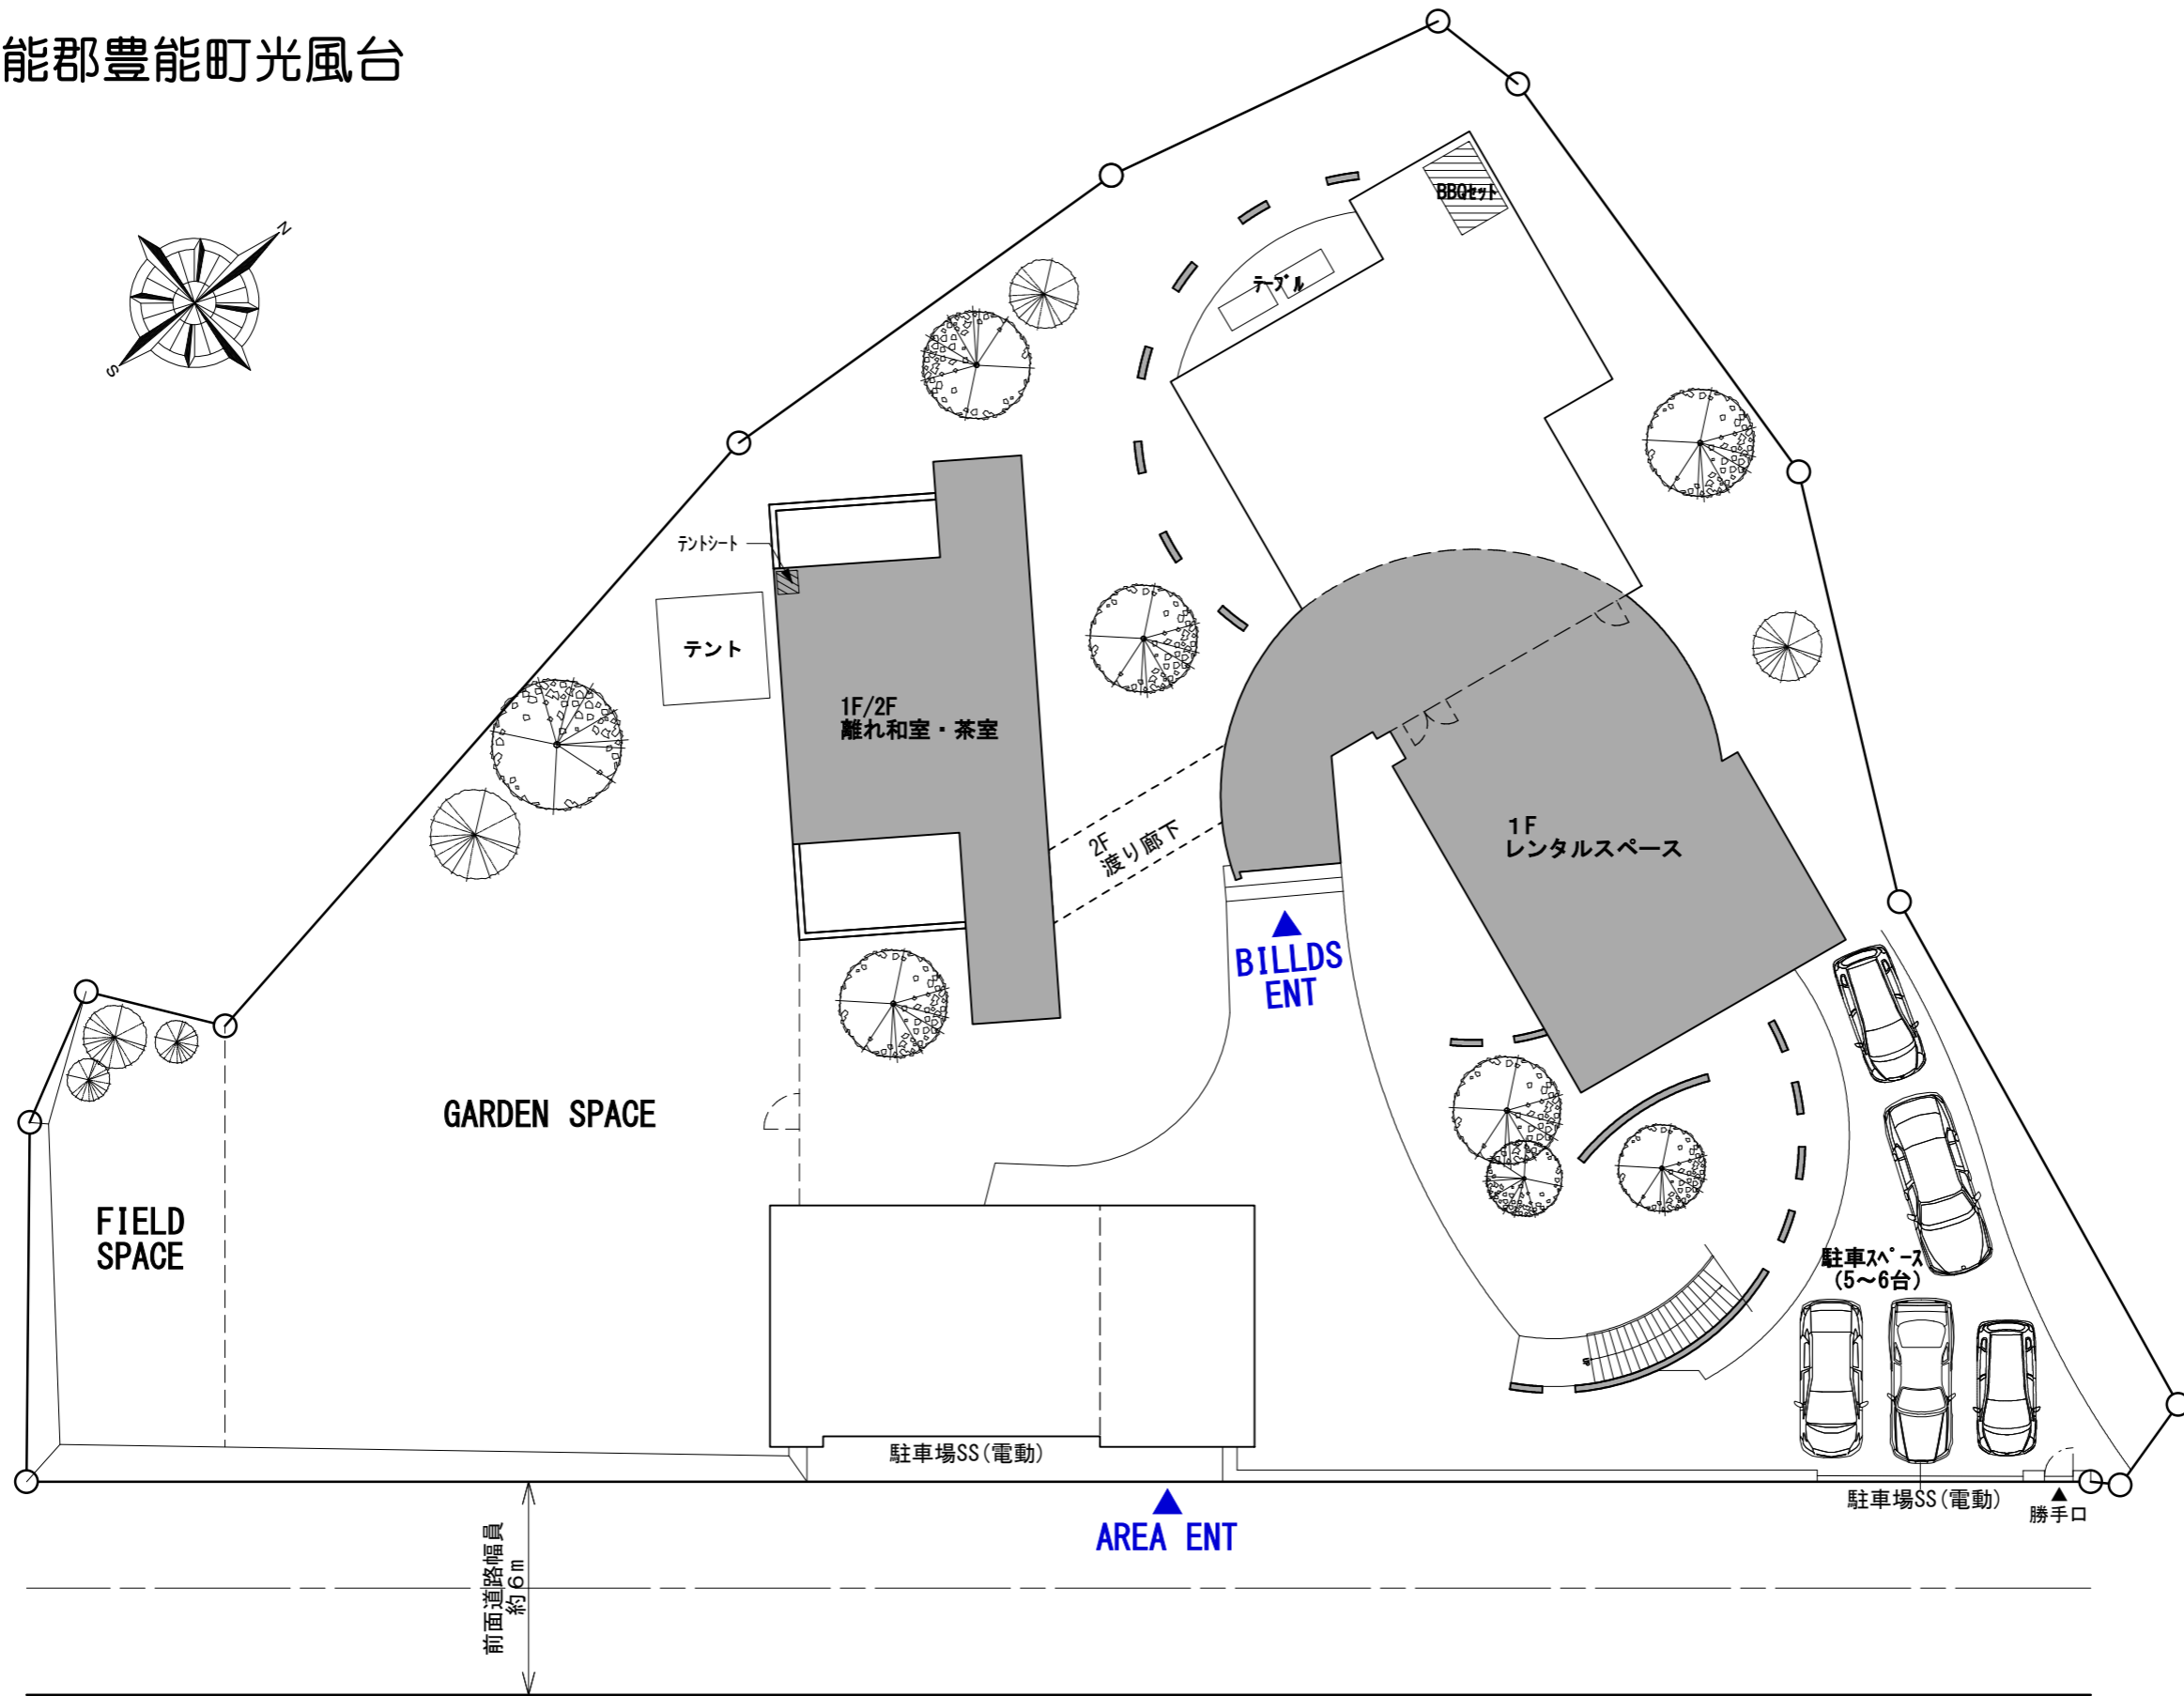 能郡豊能町光風台
N
S
BBQセット
テーブル
テントシート
テント
1F/2F
離れ和室・茶室
2F
渡り廊下
1F
レンタルスペース
BILLDS
ENT
GARDEN SPACE
FIELD
SPACE
駐車スペース
(5〜6台)
UP
駐車場SS(電動)
駐車場SS(電動)
勝手口
AREA ENT
前面道路幅員
約6m